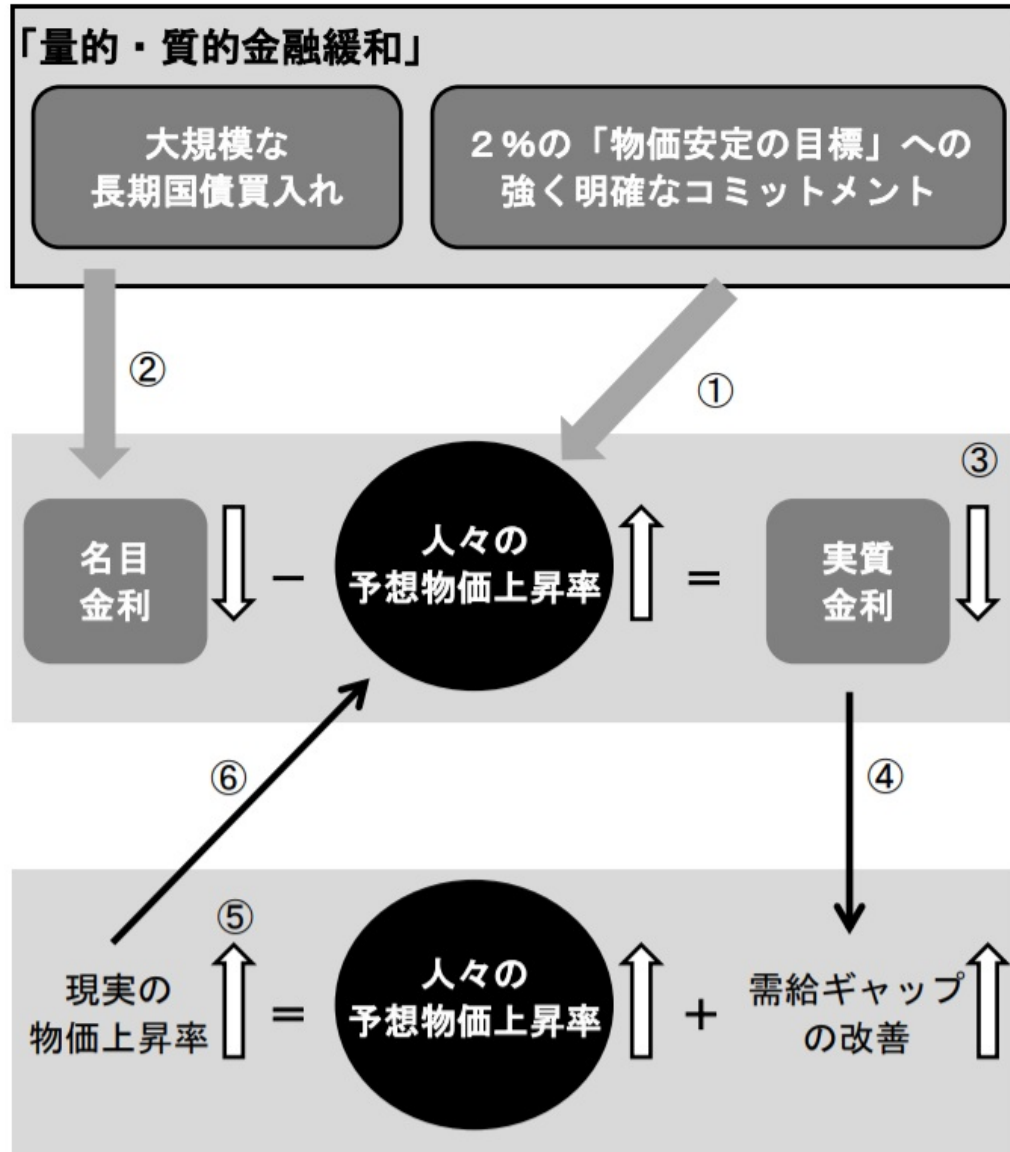 「量的・質的金融緩和」
大規模な
長期国債買入れ
２％の「物価安定の目標」への
強く明確なコミットメント
②
①
③
名目
金利
－
人々の
予想物価上昇率
＝
実質
金利
⑥
④
⑤
現実の
物価上昇率
＝
人々の
予想物価上昇率
＋
需給ギャップ
の改善